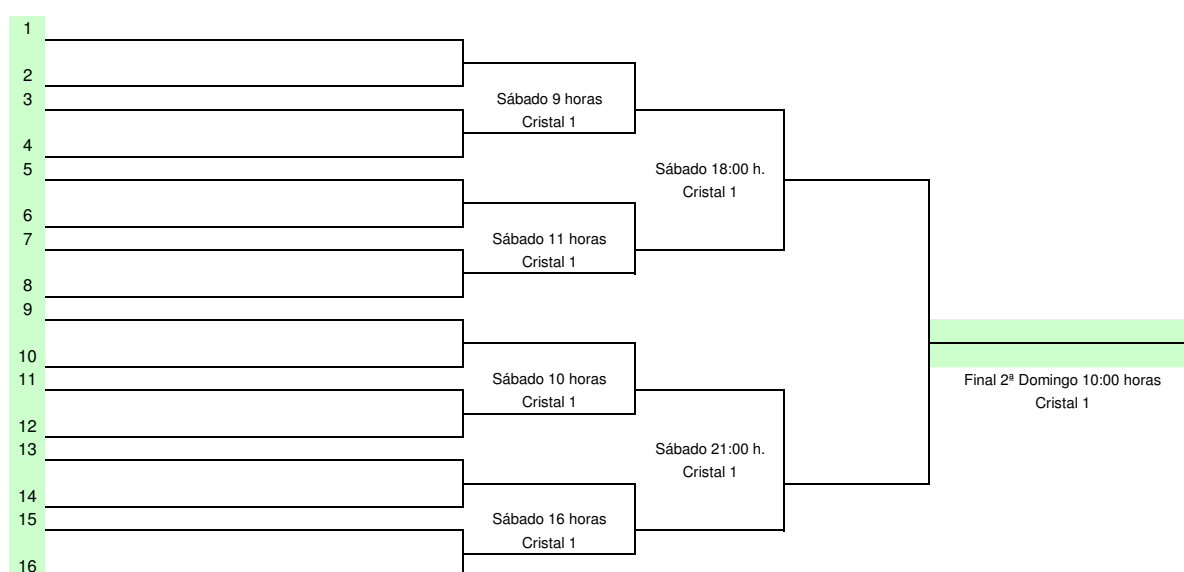 1
2
3
Sábado 9 horas
Cristal 1
4
5
Sábado 18:00 h.
Cristal 1
6
7
Sábado 11 horas
Cristal 1
8
9
10
11
Sábado 10 horas
Cristal 1
Final 2ª Domingo 10:00 horas
Cristal 1
12
13
Sábado 21:00 h.
Cristal 1
14
15
Sábado 16 horas
Cristal 1
16